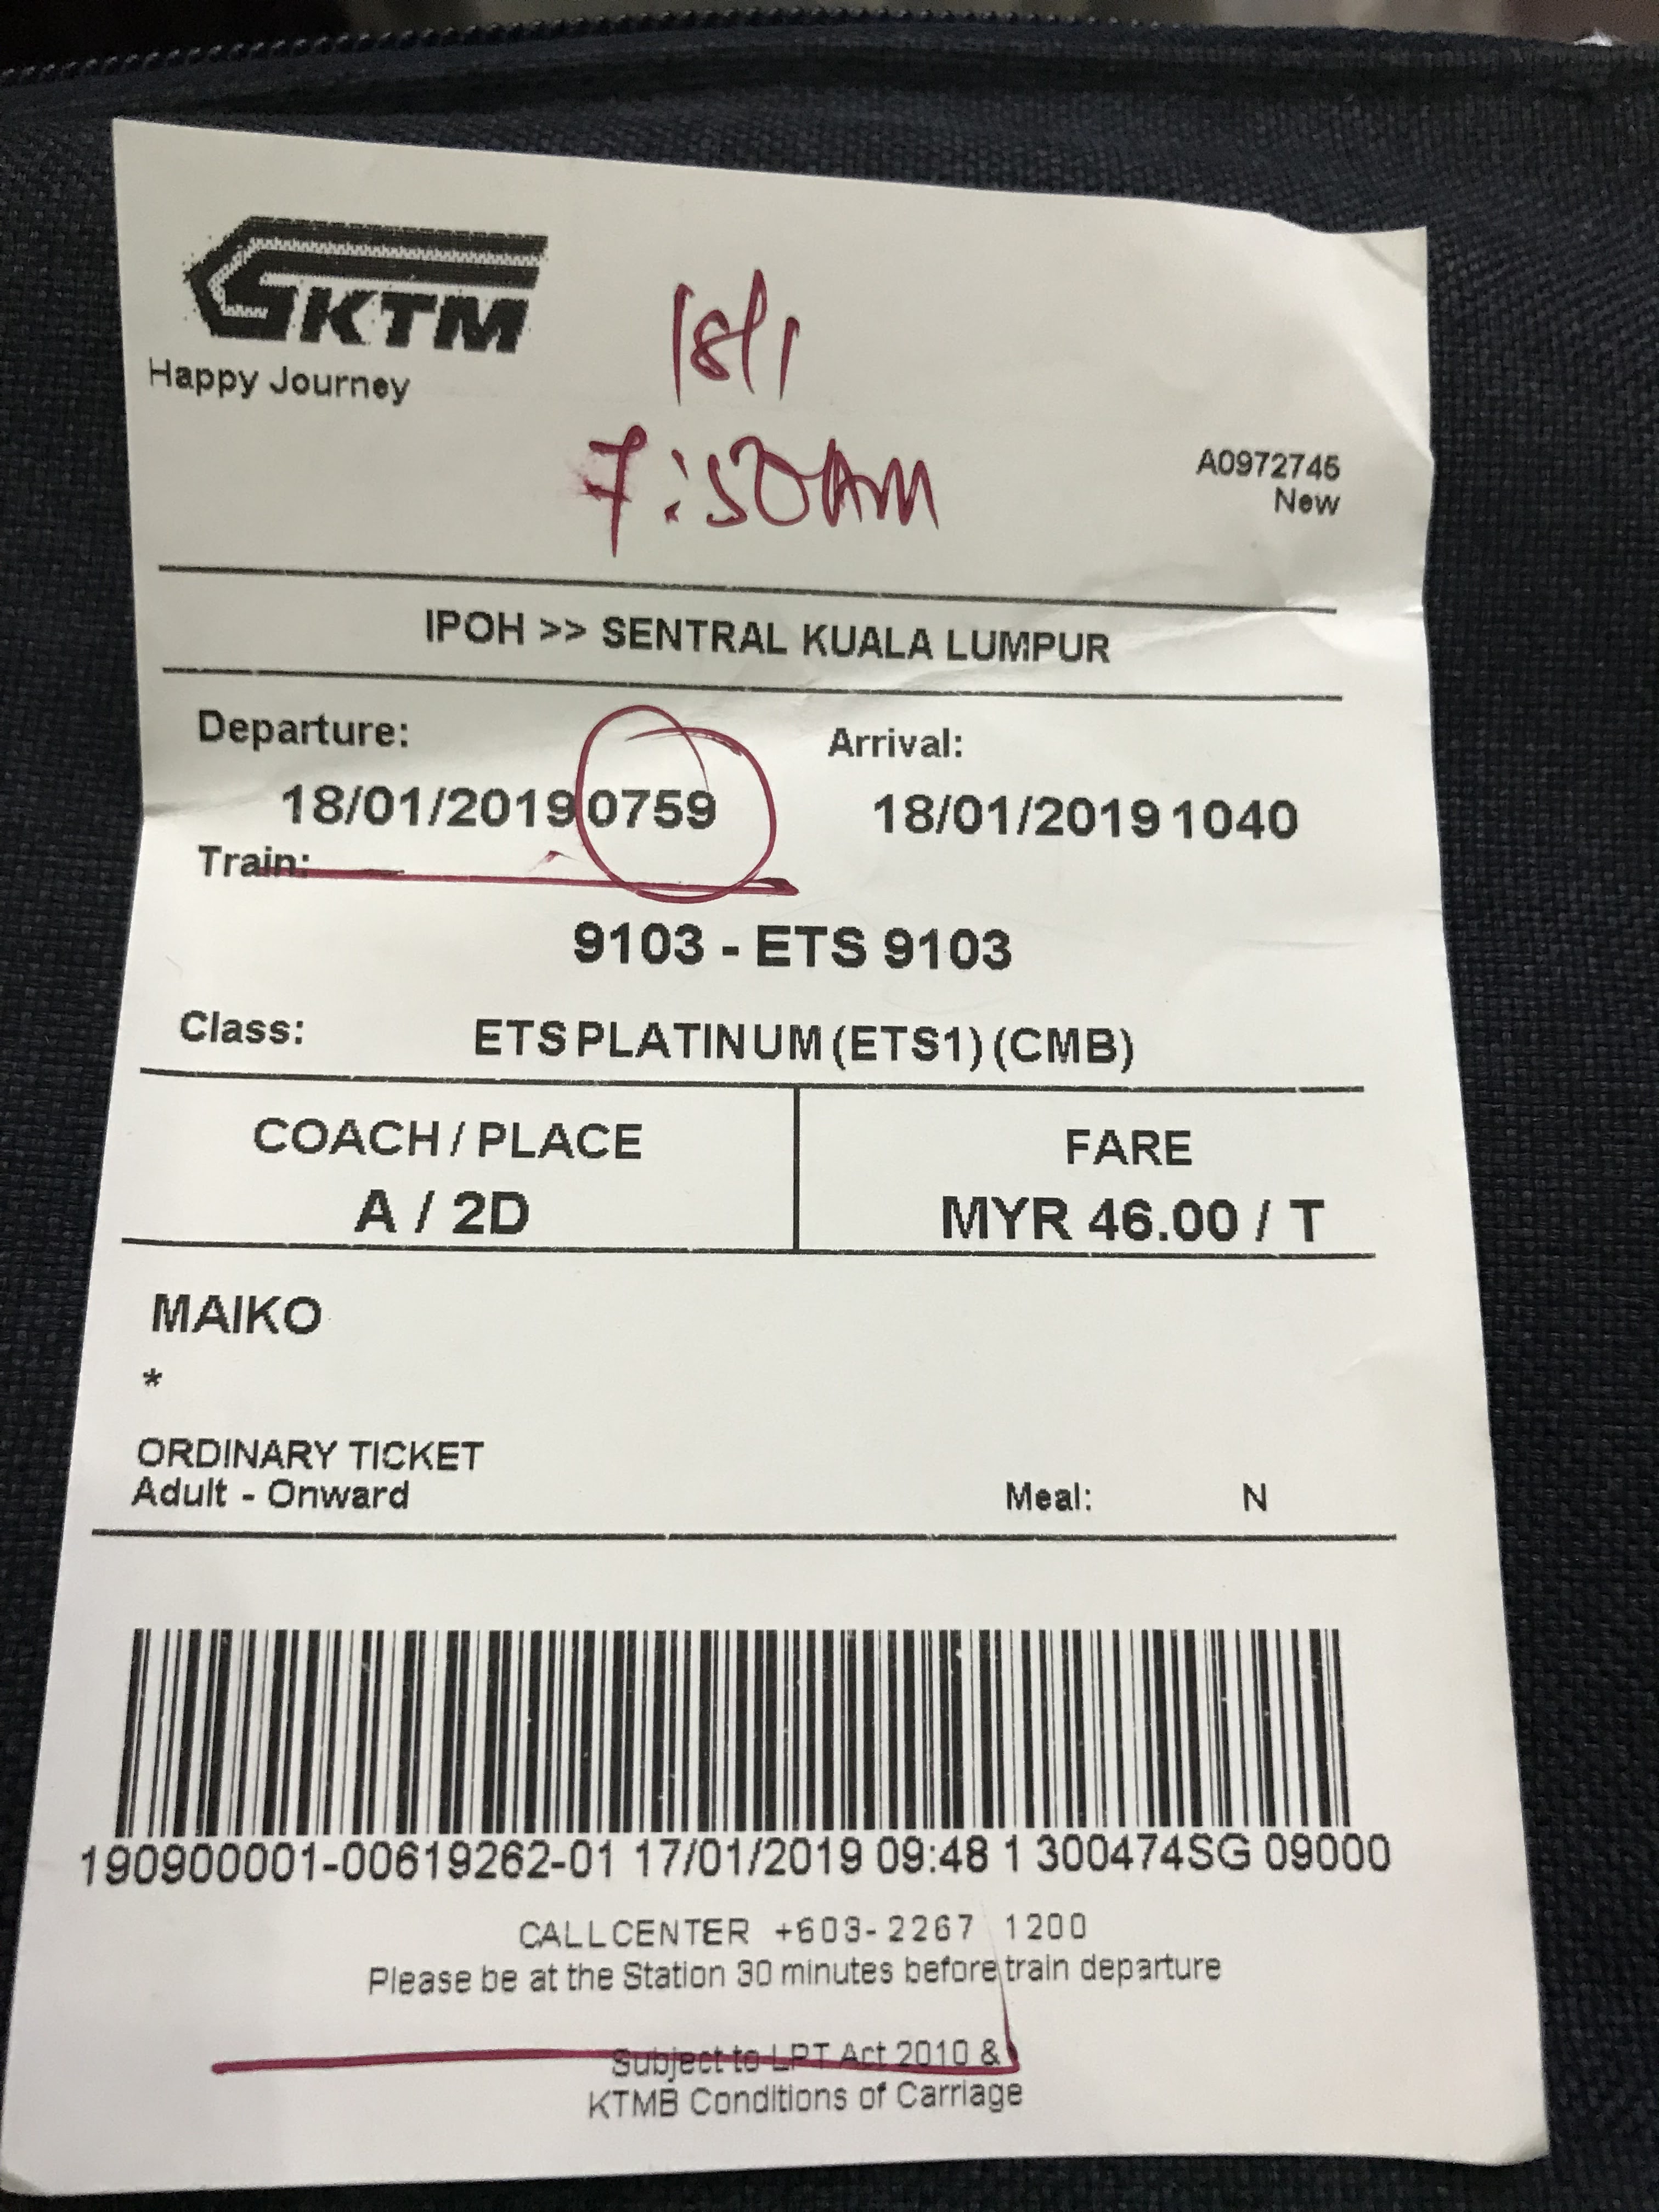 KTM
Happy Journey
18/1
7:30AM
A0972745
New
IPOH >> SENTRAL KUALA LUMPUR
Departure: Arrival:
18/01/2019 0759 18/01/2019 1040
Train:
9103 - ETS 9103
Class: ETS PLATINUM (ETS1) (CMB)
COACH / PLACE FARE
A / 2D MYR 46.00 / T
MAIKO
*
ORDINARY TICKET
Adult - Onward Meal: N
190900001-00619262-01 17/01/2019 09:48 1 300474SG 09000
CALLCENTER +603-2267 1200
Please be at the Station 30 minutes before train departure
Subject to LPT Act 2010 &
KTMB Conditions of Carriage